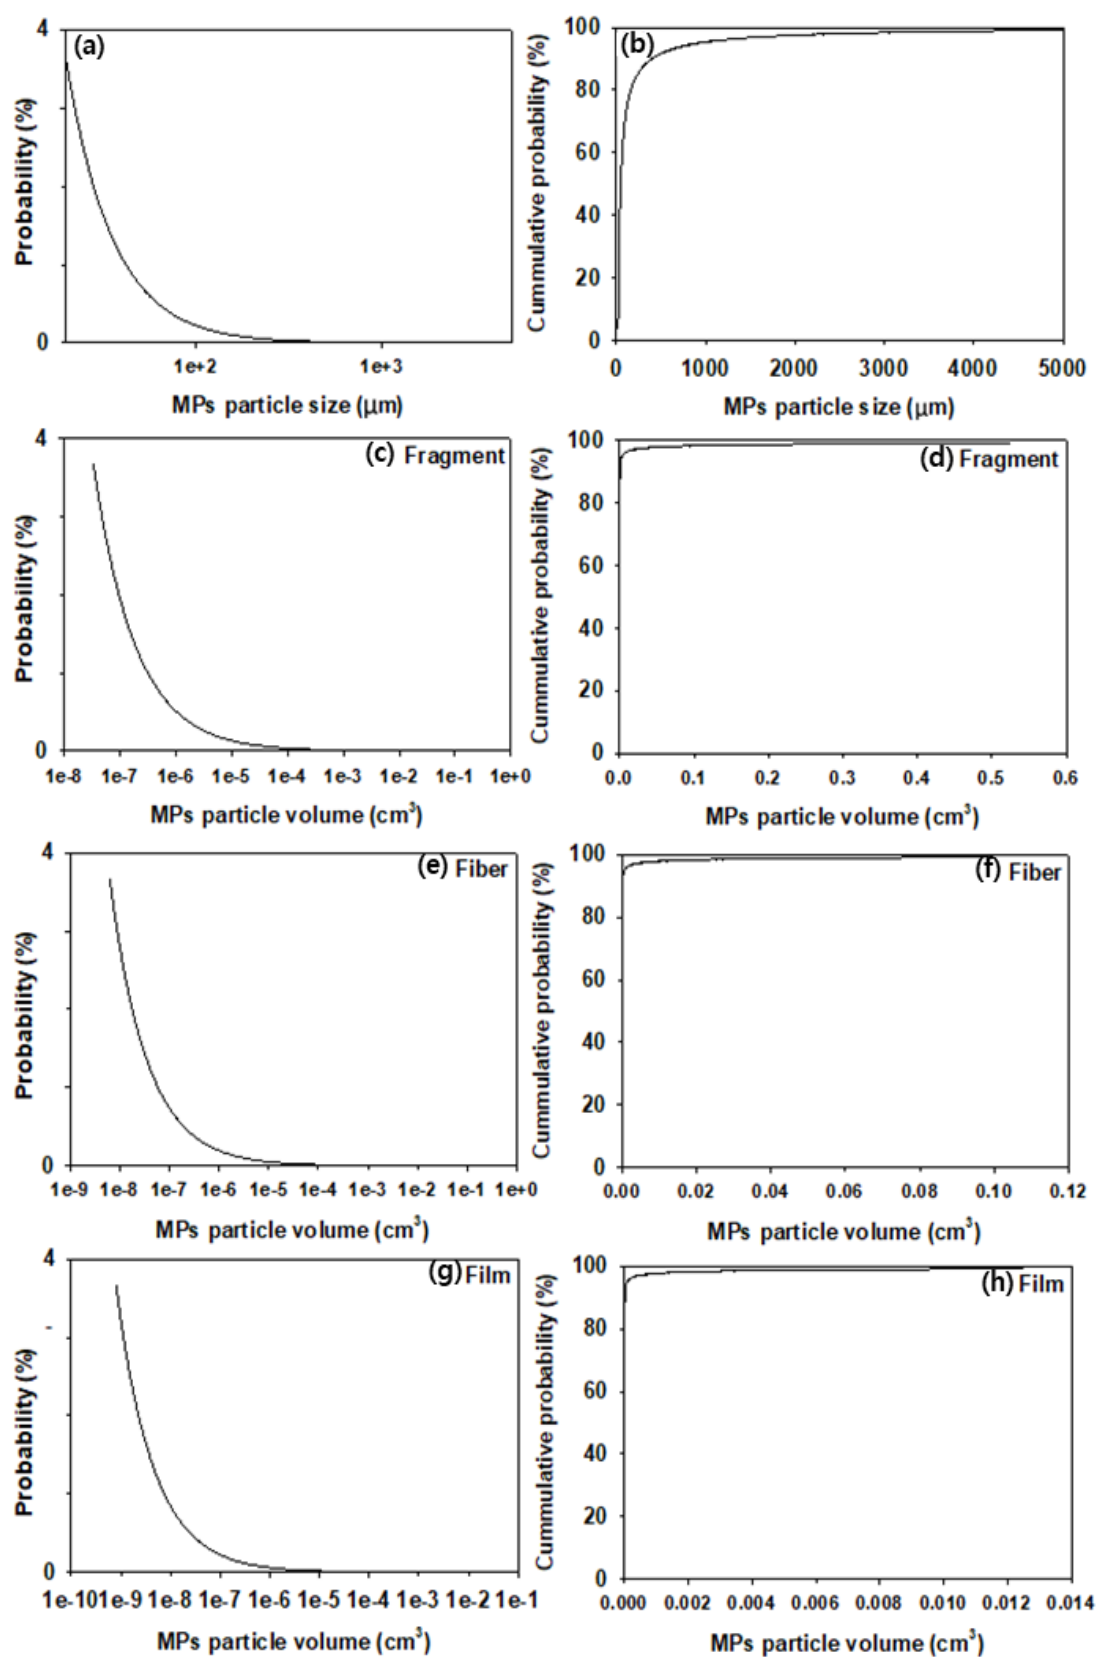 (a)
4
0
Probability (%)
1e+2 1e+3
MPs particle size (µm)
(b)
100
80
60
40
20
0
Cummulative probability (%)
0 1000 2000 3000 4000 5000
MPs particle size (µm)
(c) Fragment
4
0
Probability (%)
1e-8 1e-7 1e-6 1e-5 1e-4 1e-3 1e-2 1e-1 1e+0
MPs particle volume (cm³)
(d) Fragment
100
80
60
40
20
0
Cummulative probability (%)
0.0 0.1 0.2 0.3 0.4 0.5 0.6
MPs particle volume (cm³)
(e) Fiber
4
0
Probability (%)
1e-9 1e-8 1e-7 1e-6 1e-5 1e-4 1e-3 1e-2 1e-1 1e+0
MPs particle volume (cm³)
(f) Fiber
100
80
60
40
20
0
Cummulative probability (%)
0.00 0.02 0.04 0.06 0.08 0.10 0.12
MPs particle volume (cm³)
(g) Film
4
0
Probability (%)
1e-101e-9 1e-8 1e-7 1e-6 1e-5 1e-4 1e-3 1e-2 1e-1
MPs particle volume (cm³)
(h) Film
100
80
60
40
20
0
Cummulative probability (%)
0.000 0.002 0.004 0.006 0.008 0.010 0.012 0.014
MPs particle volume (cm³)